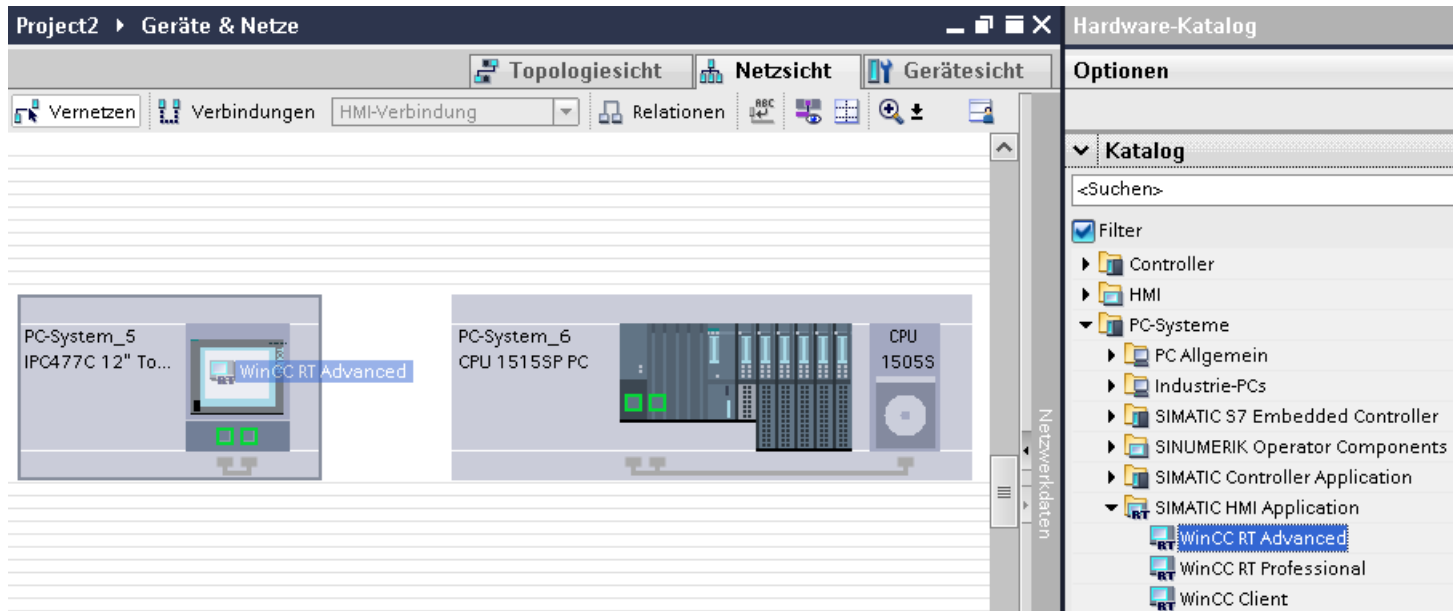 Project2 ▸ Geräte & Netze
Topologiesicht
Netzsicht
Gerätesicht
Vernetzen
Verbindungen
HMI-Verbindung
Relationen
PC-System_5
IPC477C 12" To...
WinCC RT Advanced
PC-System_6
CPU 1515SP PC
CPU
1505S
Netzwerkdaten
Hardware-Katalog
Optionen
Katalog
<Suchen>
Filter
Controller
HMI
PC-Systeme
PC Allgemein
Industrie-PCs
SIMATIC S7 Embedded Controller
SINUMERIK Operator Components
SIMATIC Controller Application
SIMATIC HMI Application
WinCC RT Advanced
WinCC RT Professional
WinCC Client